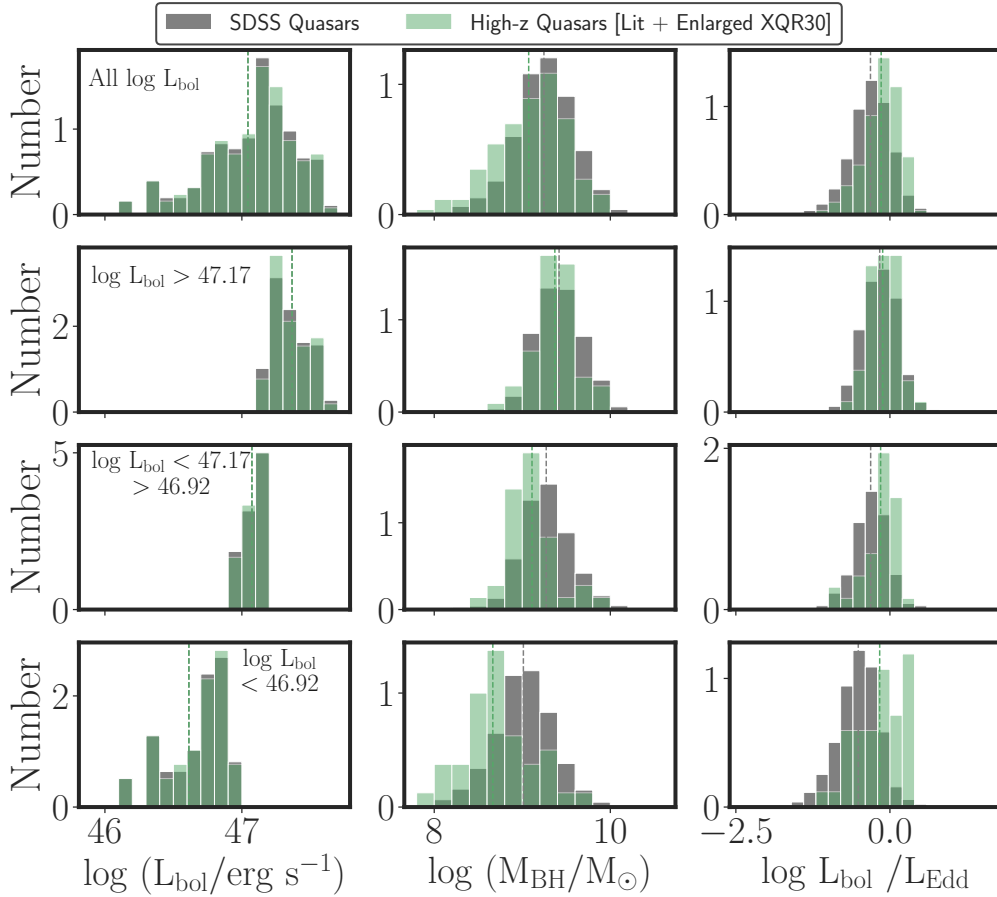 SDSS Quasars
High-z Quasars [Lit + Enlarged XQR30]
All log L_bol
Number
0
1
0
1
0
1
log L_bol > 47.17
Number
0
2
0
1
0
1
log L_bol < 47.17
> 46.92
Number
0
5
0
1
0
2
log L_bol
< 46.92
Number
0
2
0
1
0
1
46
47
8
10
−2.5
0.0
log (L_bol/erg s⁻¹)
log (M_BH/M_⊙)
log L_bol /L_Edd